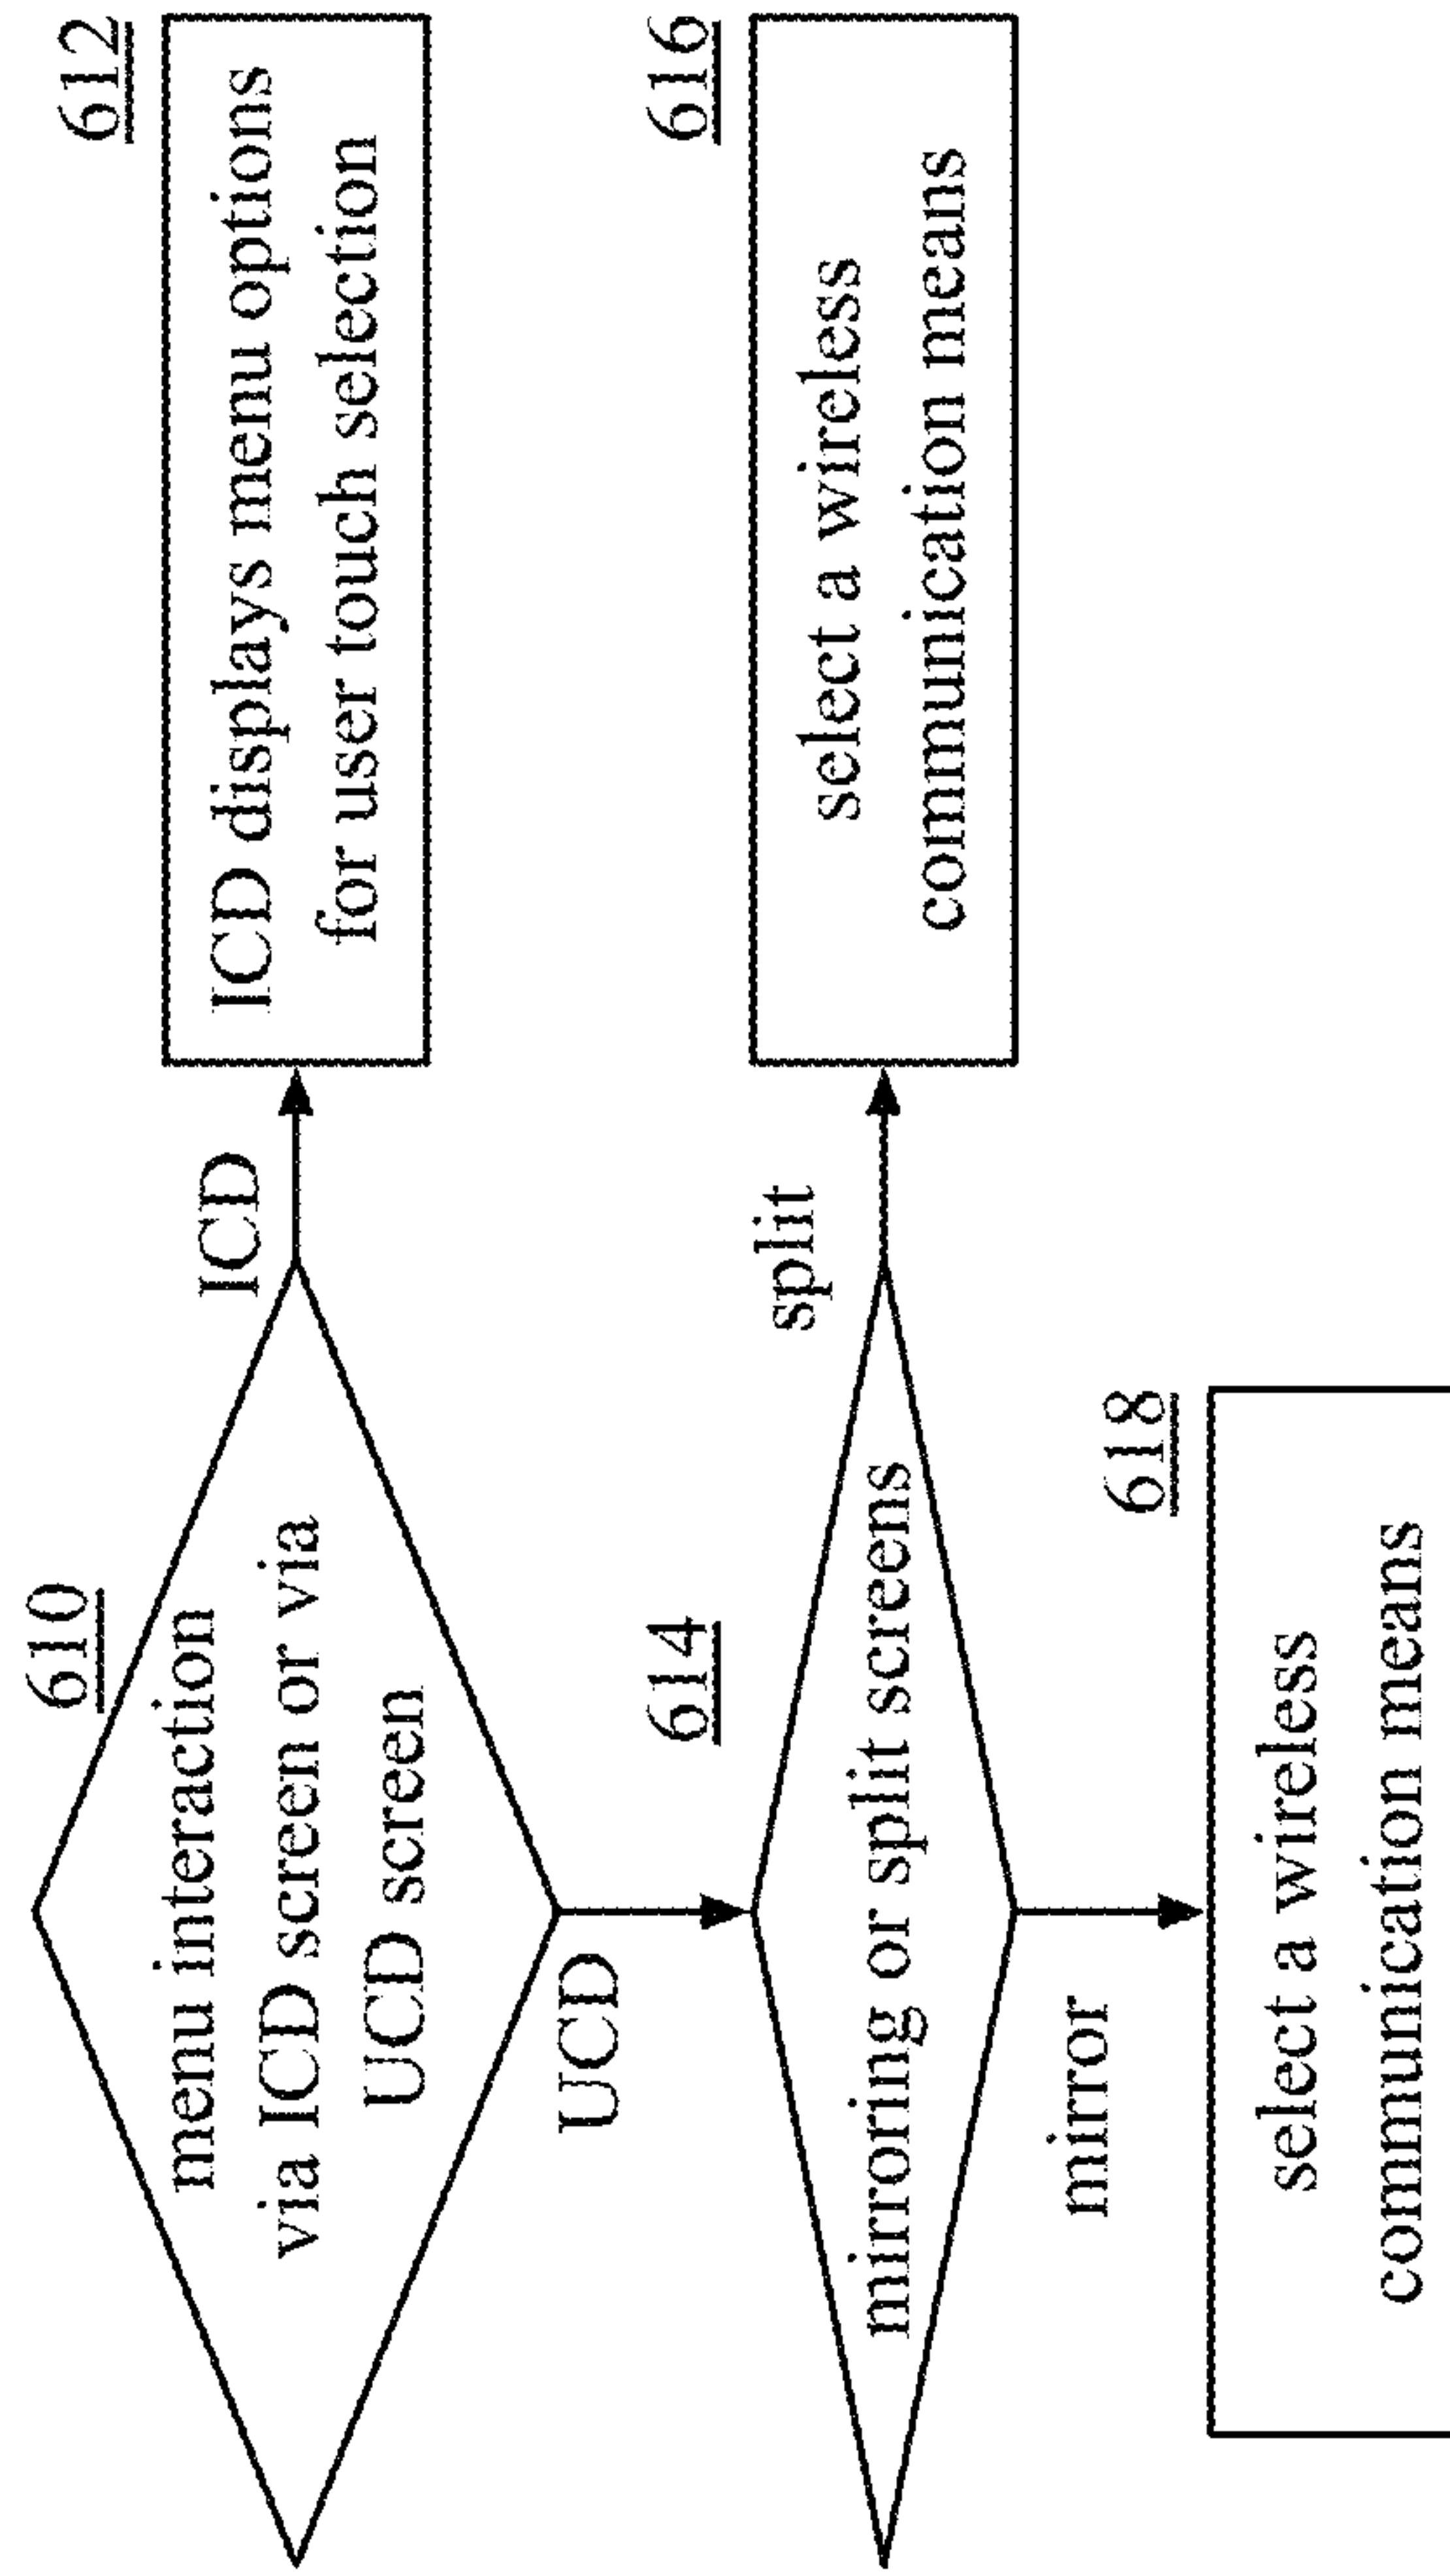 610
menu interaction
via ICD screen or via
UCD screen
ICD
612
ICD displays menu options
for user touch selection
UCD
614
mirroring or split screens
split
616
select a wireless
communication means
mirror
618
select a wireless
communication means